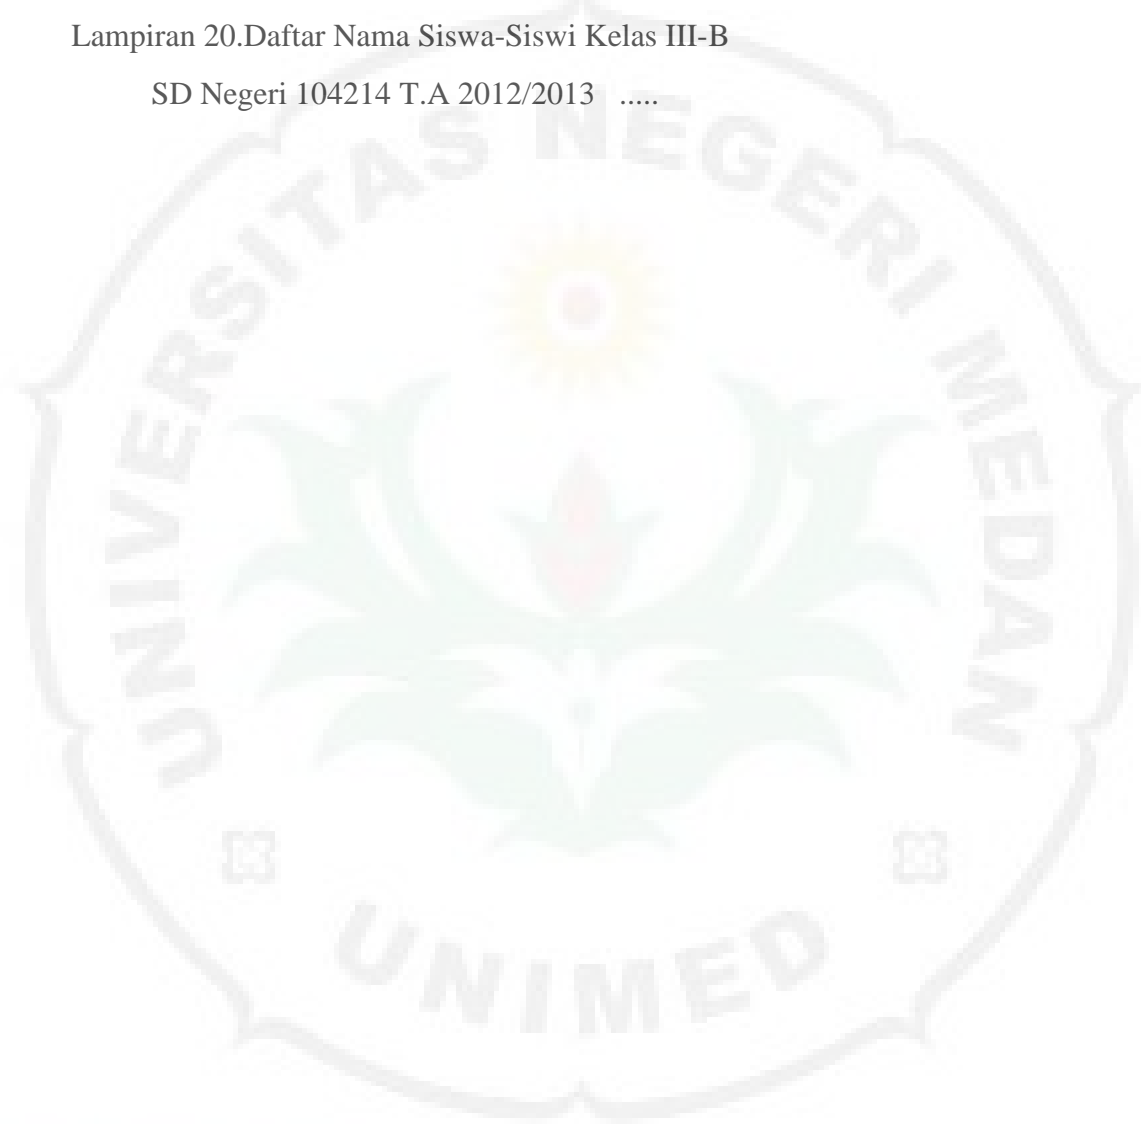 Lampiran 20.Daftar Nama Siswa-Siswi Kelas III-B
SD Negeri 104214 T.A 2012/2013 .....
UNIVERSITAS NEGERI MEDAN
UNIMED